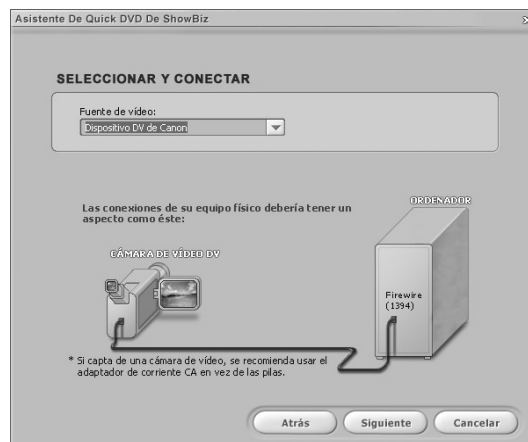 Asistente De Quick DVD De ShowBiz
SELECCIONAR Y CONECTAR
Fuente de vídeo:
Dispositivo DV de Canon
Las conexiones de su equipo físico debería tener un
aspecto como éste:
ORDENADOR
CÁMARA DE VÍDEO DV
Firewire
(1394)
* Si capta de una cámara de vídeo, se recomienda usar el
adaptador de corriente CA en vez de las pilas.
Atrás
Siguiente
Cancelar